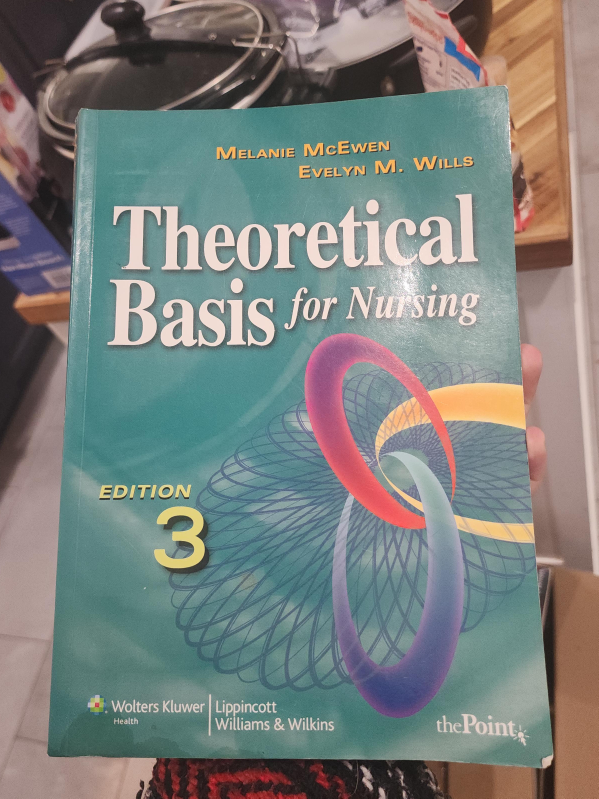 MELANIE MCEWEN
EVELYN M. WILLS
Theoretical
Basis for Nursing
EDITION
3
Wolters Kluwer
Health
Lippincott
Williams & Wilkins
thePoint